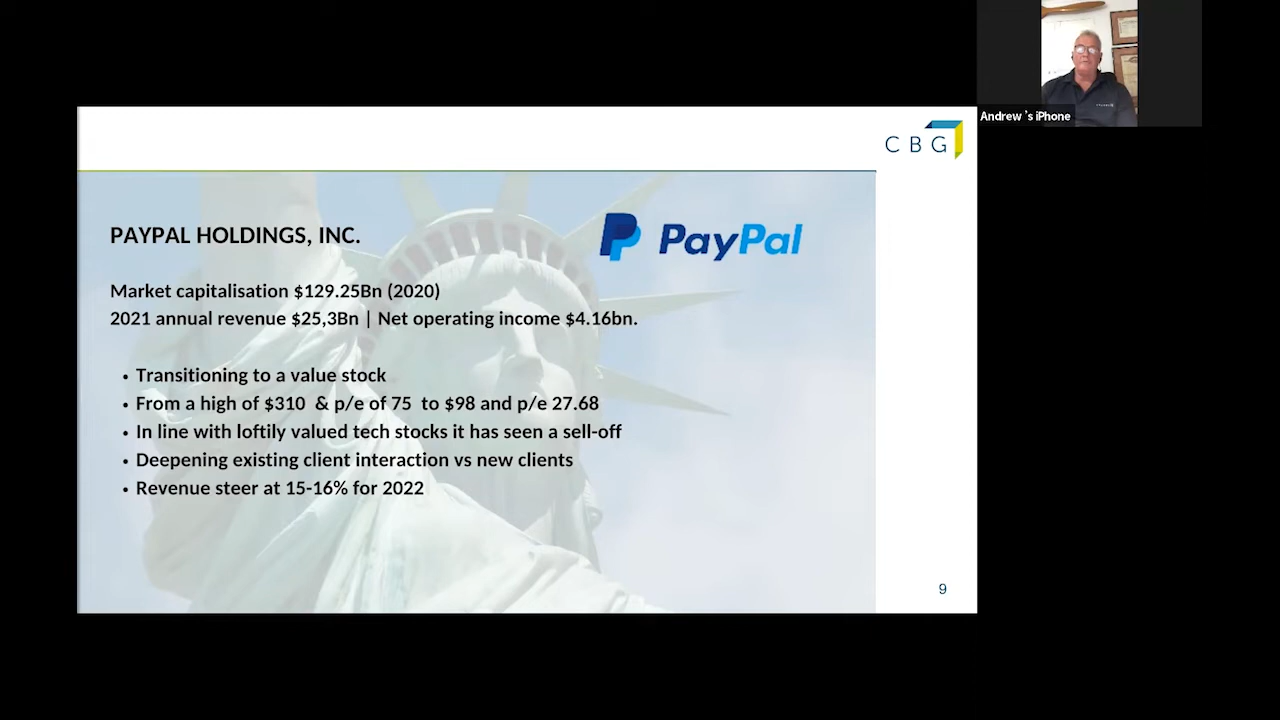 Andrew 's iPhone
CBG
PAYPAL HOLDINGS, INC.
PayPal
Market capitalisation $129.25Bn (2020)
2021 annual revenue $25,3Bn | Net operating income $4.16bn.
• Transitioning to a value stock
• From a high of $310 & p/e of 75 to $98 and p/e 27.68
• In line with loftily valued tech stocks it has seen a sell-off
• Deepening existing client interaction vs new clients
• Revenue steer at 15-16% for 2022
9